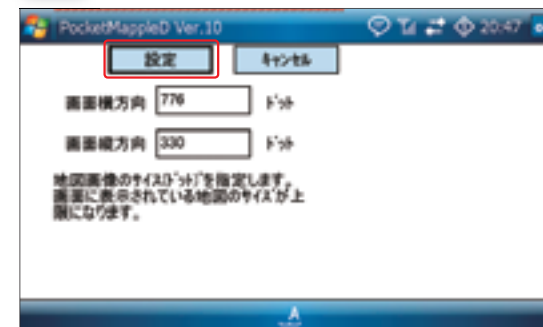 PocketMappleD Ver.10 20:47
設定 キャンセル
画面横方向 776 ドット
画面縦方向 330 ドット
地図画像のサイズ(ドット)を指定します。
画面に表示されている地図のサイズが上
限になります。
A